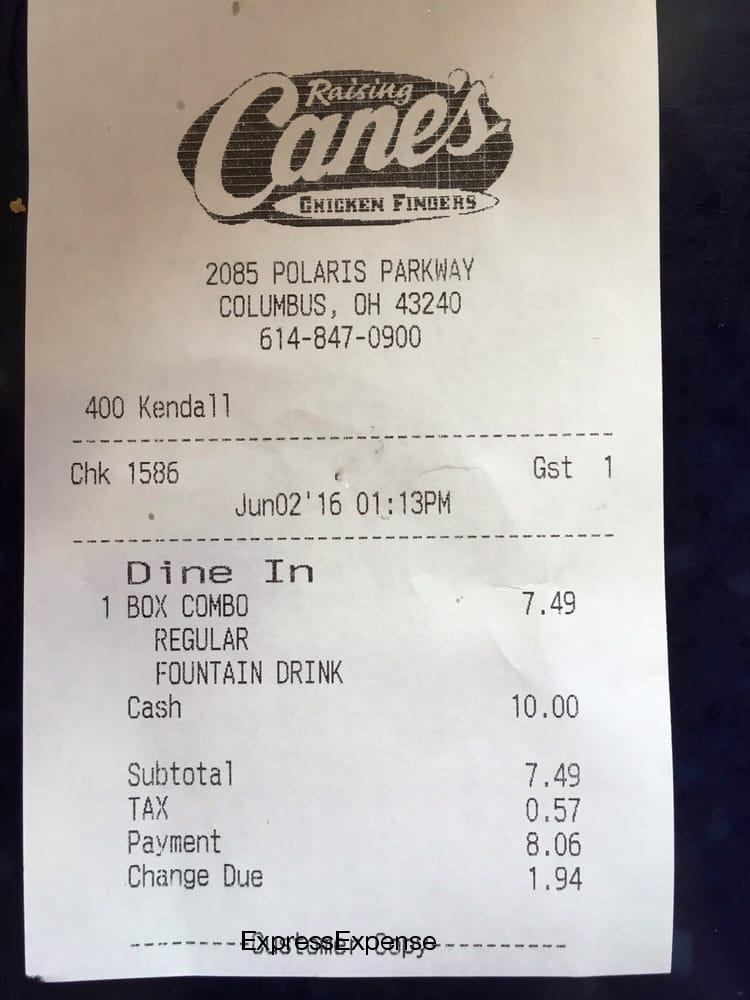 Raising
Cane's
CHICKEN FINGERS
2085 POLARIS PARKWAY
COLUMBUS, OH 43240
614-847-0900
400 Kendall
Chk 1586 Gst 1
Jun02'16 01:13PM
Dine In
1 BOX COMBO 7.49
REGULAR
FOUNTAIN DRINK
Cash 10.00
Subtotal 7.49
TAX 0.57
Payment 8.06
Change Due 1.94
Customer Copy
ExpressExpense